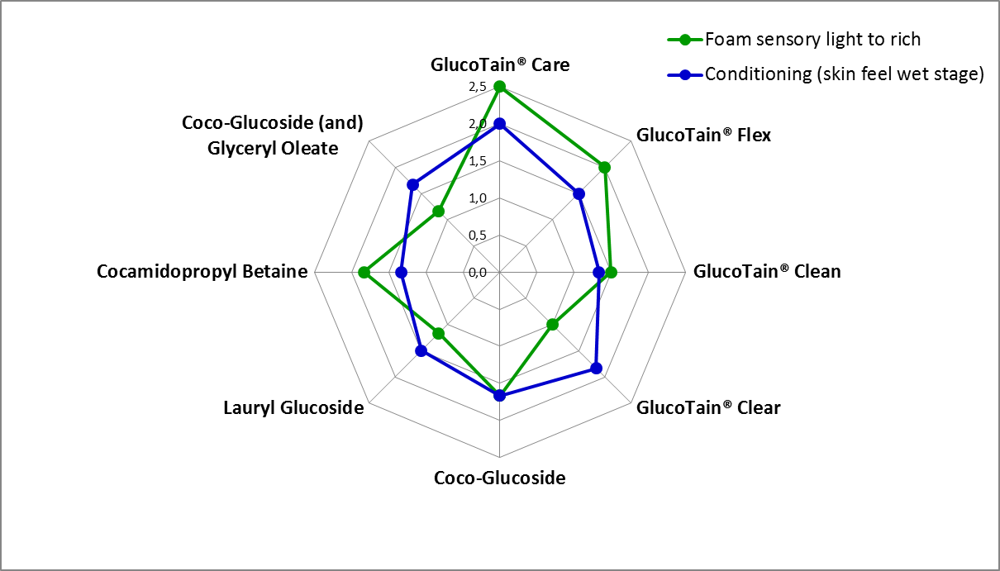 Foam sensory light to rich
Conditioning (skin feel wet stage)
GlucoTain® Care
2,5
2,0
1,5
1,0
0,5
0,0
GlucoTain® Flex
GlucoTain® Clean
GlucoTain® Clear
Coco-Glucoside
Lauryl Glucoside
Cocamidopropyl Betaine
Coco-Glucoside (and)
Glyceryl Oleate